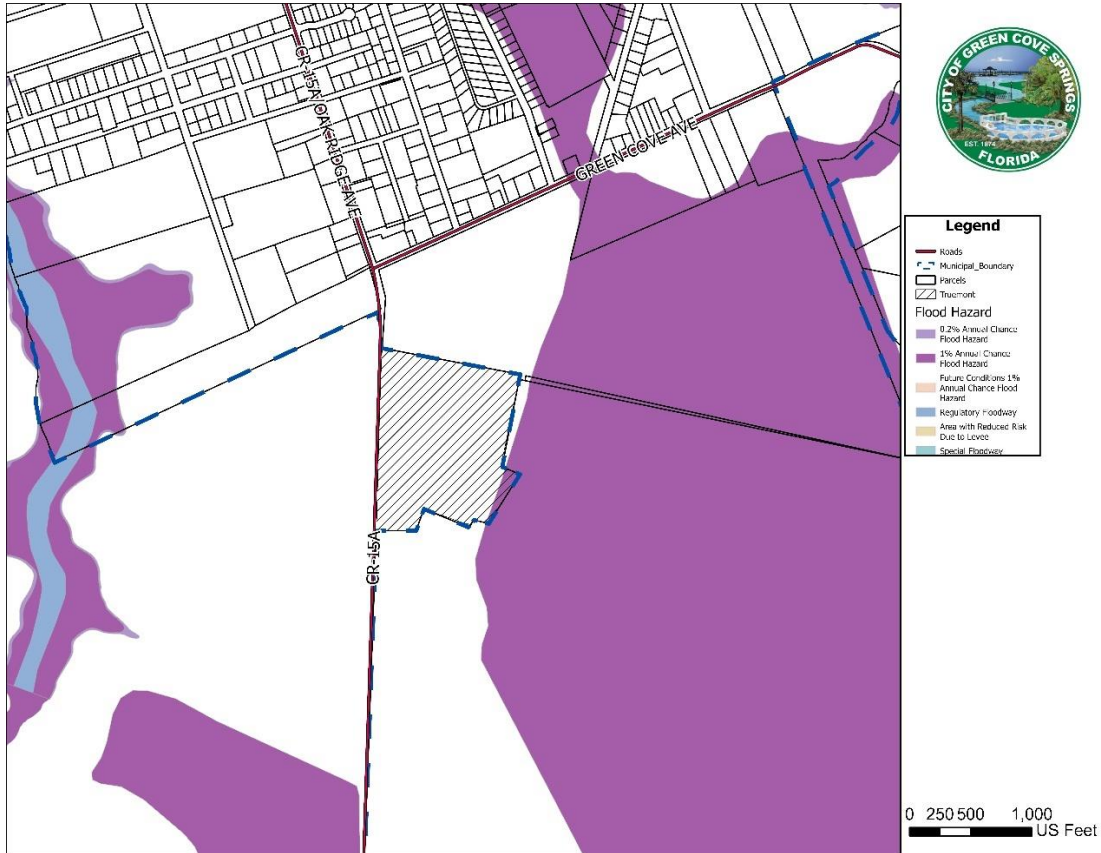 CR-15A OAK RIDGE AVE
GREEN COVE AVE
CR-15A
CITY OF GREEN COVE SPRINGS
EST. 1874
FLORIDA
Legend
Roads
Municipal_Boundary
Parcels
Truemont
Flood Hazard
0.2% Annual Chance
Flood Hazard
1% Annual Chance
Flood Hazard
Future Conditions 1%
Annual Chance Flood
Hazard
Regulatory Floodway
Area with Reduced Risk
Due to Levee
Special Floodway
0 250 500 1,000
US Feet